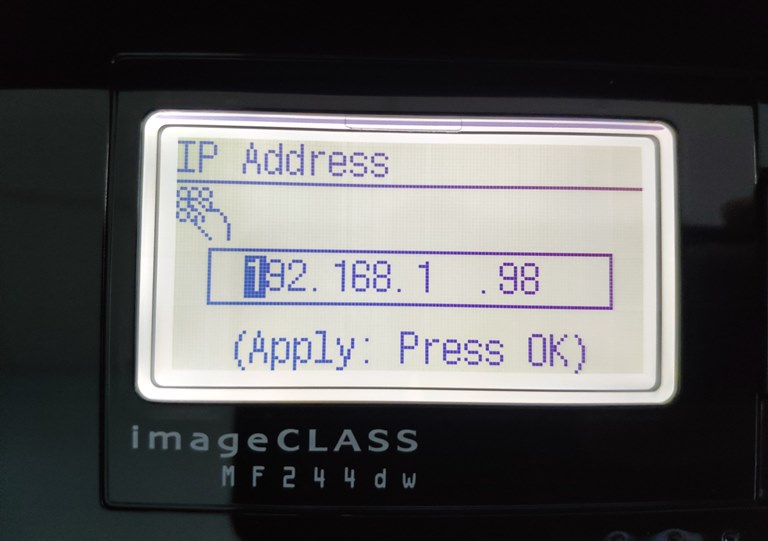 IP Address
192.168.1 .98
(Apply: Press OK)
imageCLASS
MF244dw